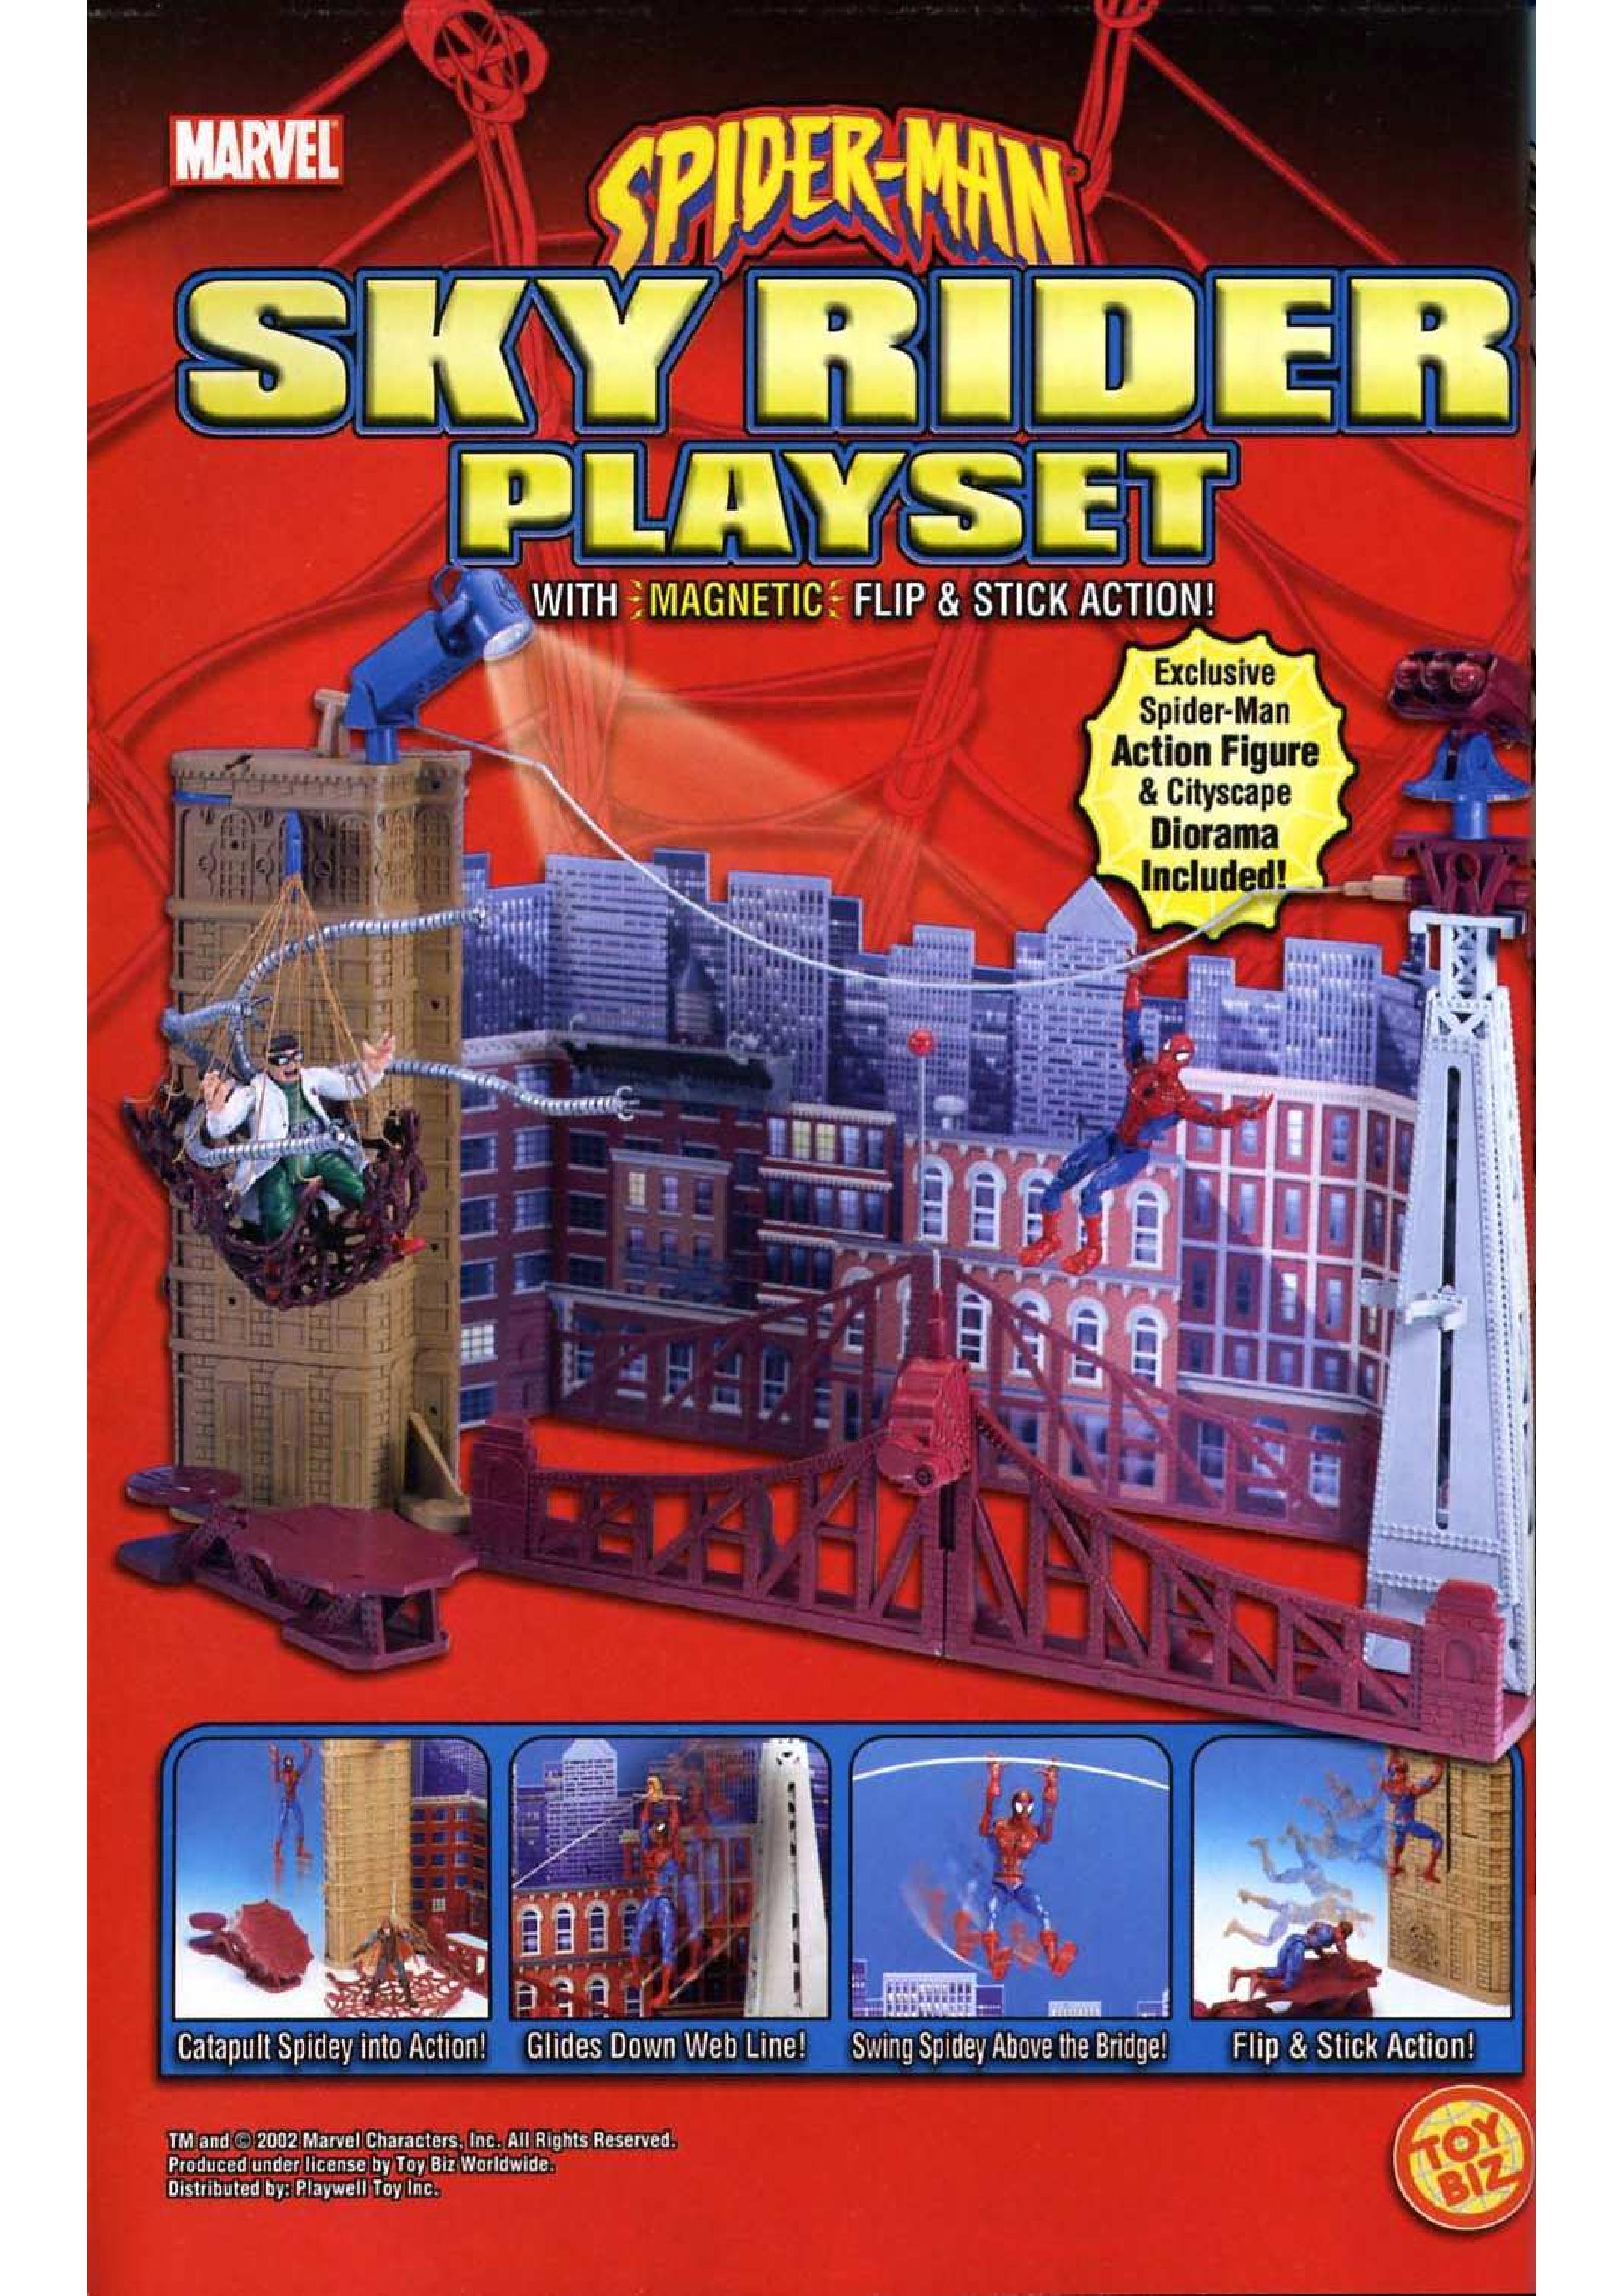 MARVEL
SPIDER-MAN
SKY RIDER
PLAYSET
WITH MAGNETIC FLIP & STICK ACTION!
Exclusive
Spider-Man
Action Figure
& Cityscape
Diorama
Included!
Catapult Spidey into Action!
Glides Down Web Line!
Swing Spidey Above the Bridge!
Flip & Stick Action!
TM and © 2002 Marvel Characters, Inc. All Rights Reserved.
Produced under license by Toy Biz Worldwide.
Distributed by: Playwell Toy Inc.
TOY
BIZ